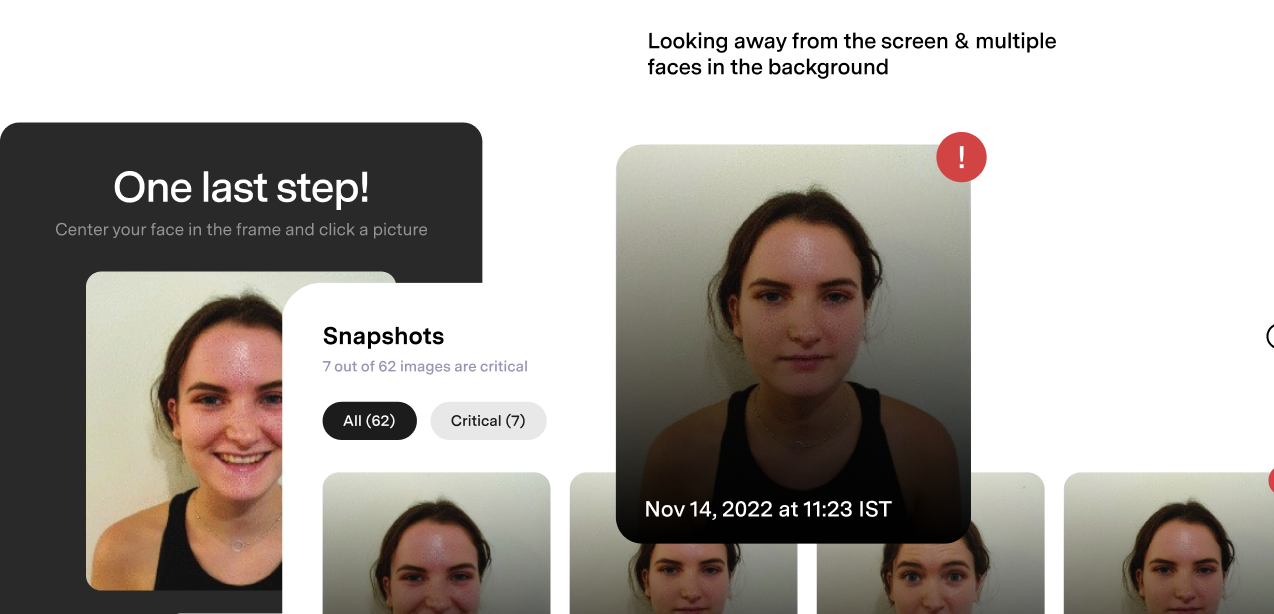 Looking away from the screen & multiple
faces in the background
One last step!
Center your face in the frame and click a picture
!
Snapshots
7 out of 62 images are critical
All (62)
Critical (7)
Nov 14, 2022 at 11:23 IST